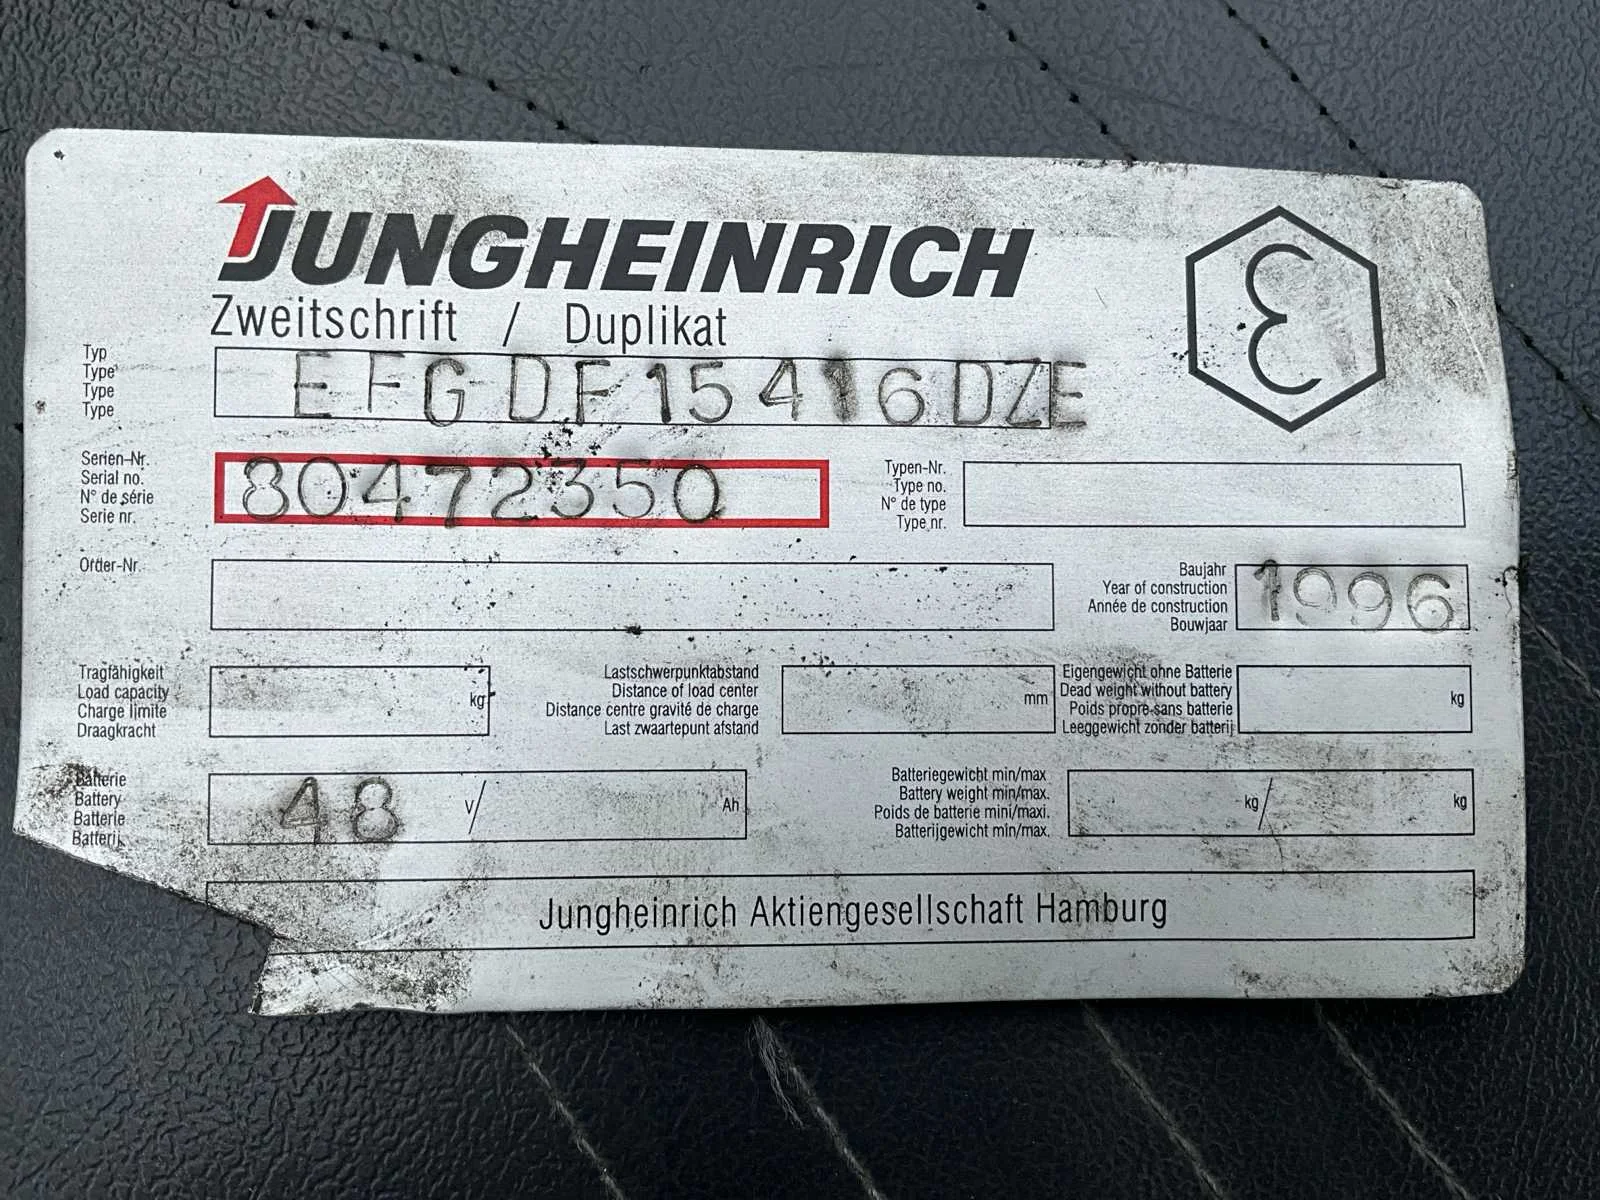 JUNGHEINRICH
Zweitschrift / Duplikat
Typ
Type
Type
Type
EFG DF 15 416 DZE
Serien-Nr.
Serial no.
N° de série
Serie nr.
80472350
Typen-Nr.
Type no.
N° de type
Type nr.
Order-Nr.
Baujahr
Year of construction
Année de construction
Bouwjaar
1996
Tragfähigkeit
Load capacity
Charge limite
Draagkracht
kg
Lastschwerpunktabstand
Distance of load center
Distance centre gravité de charge
Last zwaartepunt afstand
mm
Eigengewicht ohne Batterie
Dead weight without battery
Poids propre sans batterie
Leeggewicht zonder batterij
kg
Batterie
Battery
Batterie
Batterij
48 V/ Ah
Batteriegewicht min/max
Battery weight min/max.
Poids de batterie mini/maxi.
Batterijgewicht min/max.
kg/ kg
Jungheinrich Aktiengesellschaft Hamburg